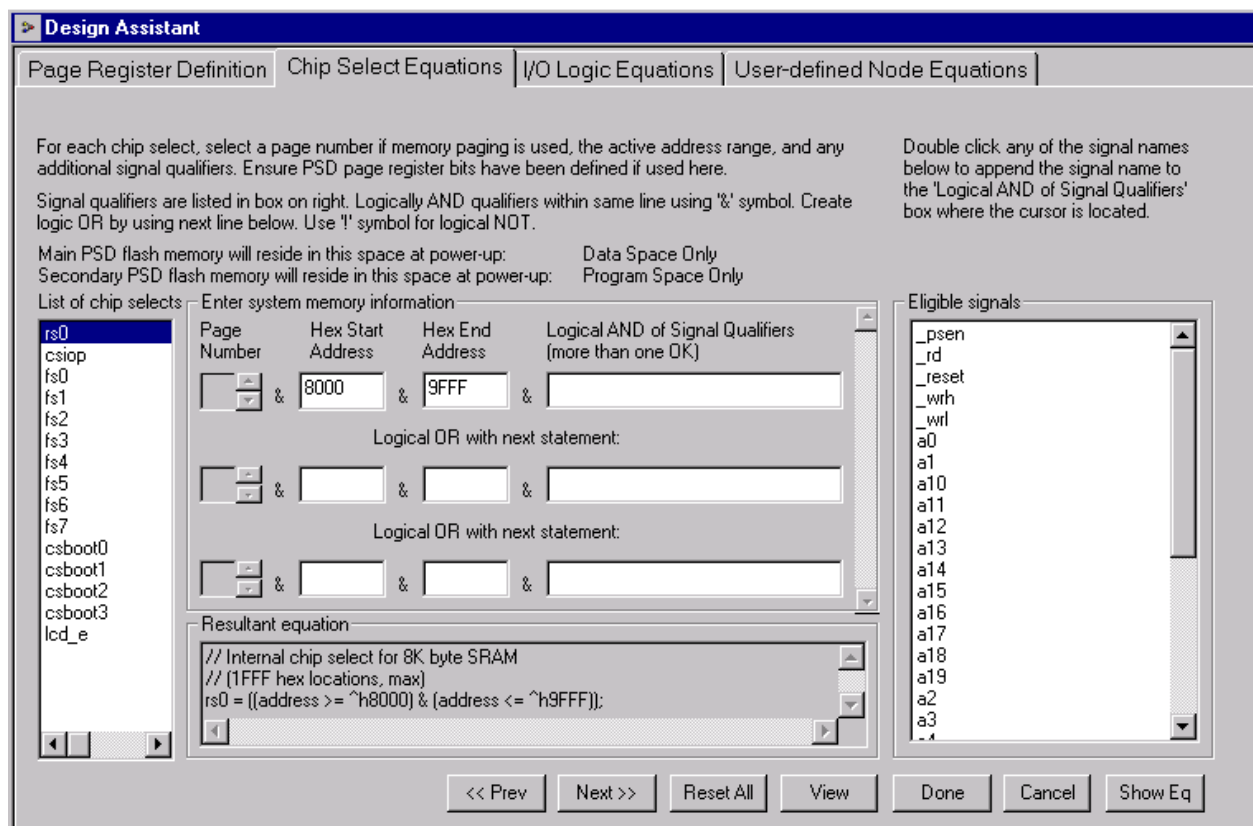 Design Assistant
Page Register Definition
Chip Select Equations
I/O Logic Equations
User-defined Node Equations
For each chip select, select a page number if memory paging is used, the active address range, and any
additional signal qualifiers. Ensure PSD page register bits have been defined if used here.
Signal qualifiers are listed in box on right. Logically AND qualifiers within same line using '&' symbol. Create
logic OR by using next line below. Use '!' symbol for logical NOT.
Main PSD flash memory will reside in this space at power-up: Data Space Only
Secondary PSD flash memory will reside in this space at power-up: Program Space Only
Double click any of the signal names
below to append the signal name to
the 'Logical AND of Signal Qualifiers'
box where the cursor is located.
List of chip selects
rs0
csiop
fs0
fs1
fs2
fs3
fs4
fs5
fs6
fs7
csboot0
csboot1
csboot2
csboot3
lcd_e
Enter system memory information
Page
Number
Hex Start
Address
Hex End
Address
Logical AND of Signal Qualifiers
(more than one OK)
& 8000 & 9FFF &
Logical OR with next statement:
& & &
Logical OR with next statement:
& & &
Resultant equation
// Internal chip select for 8K byte SRAM
// (1FFF hex locations, max)
rs0 = ((address >= ^h8000) & (address <= ^h9FFF));
Eligible signals
_psen
_rd
_reset
_wrh
_wrl
a0
a1
a10
a11
a12
a13
a14
a15
a16
a17
a18
a19
a2
a3
a4
<< Prev
Next >>
Reset All
View
Done
Cancel
Show Eq